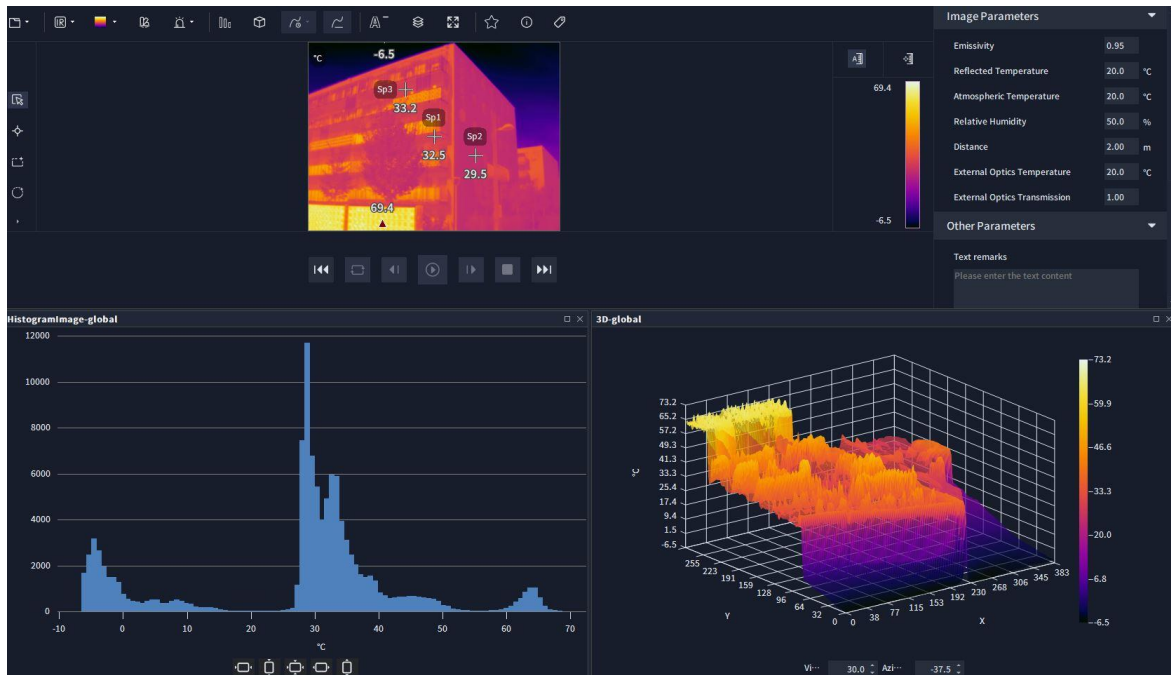 Image Parameters
Emissivity 0.95
Reflected Temperature 20.0 °C
Atmospheric Temperature 20.0 °C
Relative Humidity 50.0 %
Distance 2.00 m
External Optics Temperature 20.0 °C
External Optics Transmission 1.00
Other Parameters
Text remarks
Please enter the text content
IR
A
°C
-6.5
Sp3
33.2
Sp1
32.5
Sp2
29.5
69.4
A
69.4
-6.5
HistogramImage-global
12000
10000
8000
6000
4000
2000
0
-10 0 10 20 30 40 50 60 70
°C
3D-global
73.2
65.2
57.2
49.3
41.3
33.3
25.4
17.4
9.4
1.5
-6.5
°C
255 223 191 159 128 96 64 32 0
Y
0 38 77 115 153 192 230 268 306 345 383
X
73.2
59.9
46.6
33.3
20.0
6.8
-6.5
Vi··· 30.0 Azi··· -37.5